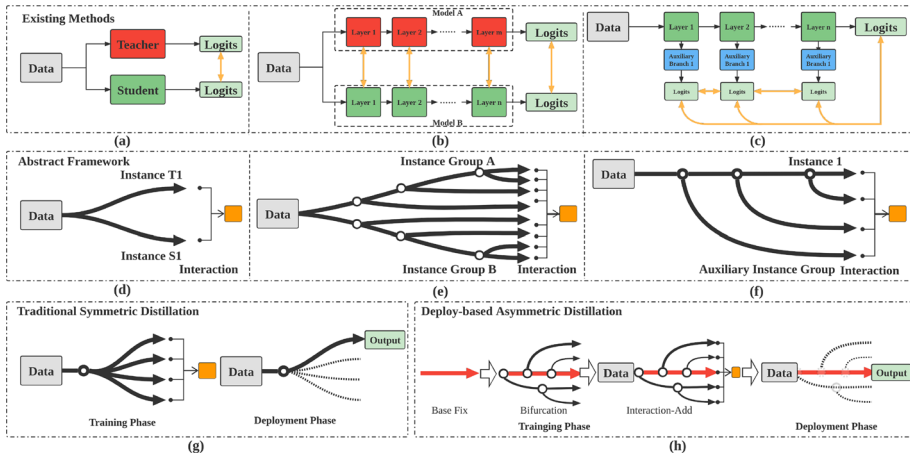 Existing Methods
Data
Teacher
Logits
Student
Logits
(a)
Model A
Layer 1
Layer 2
......
Layer m
Logits
Data
Layer 1
Layer 2
......
Layer n
Logits
Model B
(b)
Data
Layer 1
Layer 2
......
Layer n
Logits
Auxiliary
Branch 1
Auxiliary
Branch 1
Auxiliary
Branch 1
Logits
Logits
Logits
(c)
Abstract Framework
Instance T1
Data
Instance S1
Interaction
(d)
Instance Group A
Data
Instance Group B
Interaction
(e)
Data
Instance 1
Auxiliary Instance Group
Interaction
(f)
Traditional Symmetric Distillation
Data
Training Phase
Data
Output
Deployment Phase
(g)
Deploy-based Asymmetric Distillation
Base Fix
Bifurcation
Data
Interaction-Add
Trainging Phase
Data
Output
Deployment Phase
(h)